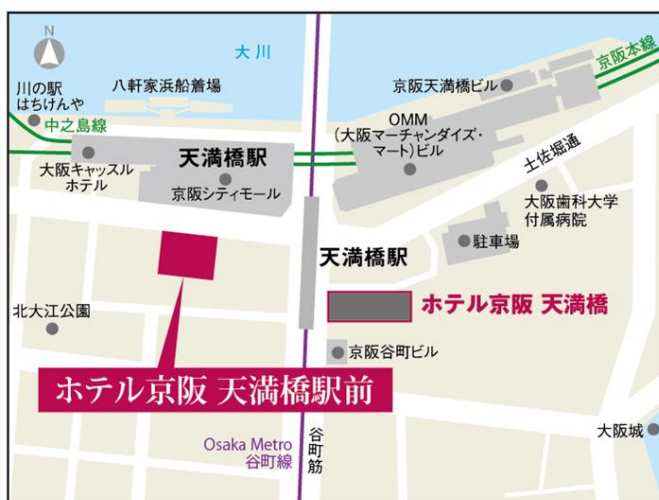 N
大川
京阪本線
川の駅
はちけんや
八軒家浜船着場
京阪天満橋ビル
中之島線
OMM
(大阪マーチャンダイズ・
マート)ビル
天満橋駅
大阪キャッスル
ホテル
京阪シティモール
土佐堀通
大阪歯科大学
付属病院
駐車場
天満橋駅
ホテル京阪 天満橋
北大江公園
京阪谷町ビル
ホテル京阪 天満橋駅前
大阪城
Osaka Metro
谷町線
谷町筋